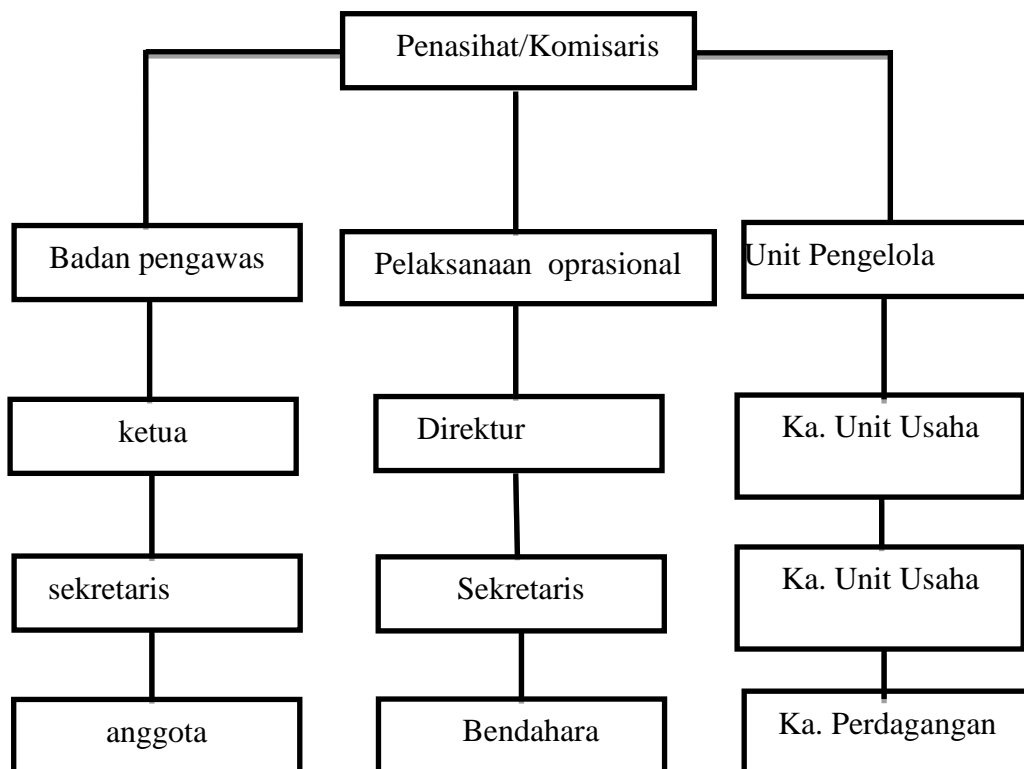 Penasihat/Komisaris
Badan pengawas
Pelaksanaan oprasional
Unit Pengelola
ketua
Direktur
Ka. Unit Usaha
sekretaris
Sekretaris
Ka. Unit Usaha
anggota
Bendahara
Ka. Perdagangan